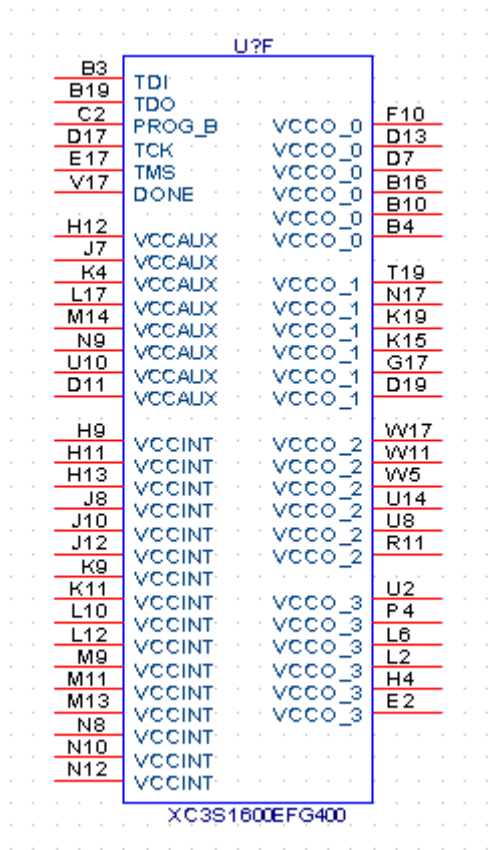 U?F
B3 TDI
B19 TDO
C2 PROG_B VCCO_0 F10
D17 TCK VCCO_0 D13
E17 TMS VCCO_0 D7
V17 DONE VCCO_0 B16
VCCO_0 B10
H12 VCCAUX VCCO_0 B4
J7 VCCAUX
K4 VCCAUX VCCO_1 T19
L17 VCCAUX VCCO_1 N17
M14 VCCAUX VCCO_1 K19
N9 VCCAUX VCCO_1 K15
U10 VCCAUX VCCO_1 G17
D11 VCCAUX VCCO_1 D19
H9 VCCINT VCCO_2 W17
H11 VCCINT VCCO_2 W11
H13 VCCINT VCCO_2 W5
J8 VCCINT VCCO_2 U14
J10 VCCINT VCCO_2 U8
J12 VCCINT VCCO_2 R11
K9 VCCINT
K11 VCCINT VCCO_3 U2
L10 VCCINT VCCO_3 P4
L12 VCCINT VCCO_3 L6
M9 VCCINT VCCO_3 L2
M11 VCCINT VCCO_3 H4
M13 VCCINT VCCO_3 E2
N8 VCCINT
N10 VCCINT
N12 VCCINT
XC3S1600EFG400